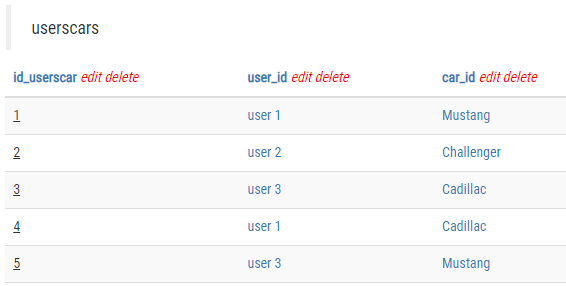 userscars
id_userscar edit delete user_id edit delete car_id edit delete
1 user 1 Mustang
2 user 2 Challenger
3 user 3 Cadillac
4 user 1 Cadillac
5 user 3 Mustang